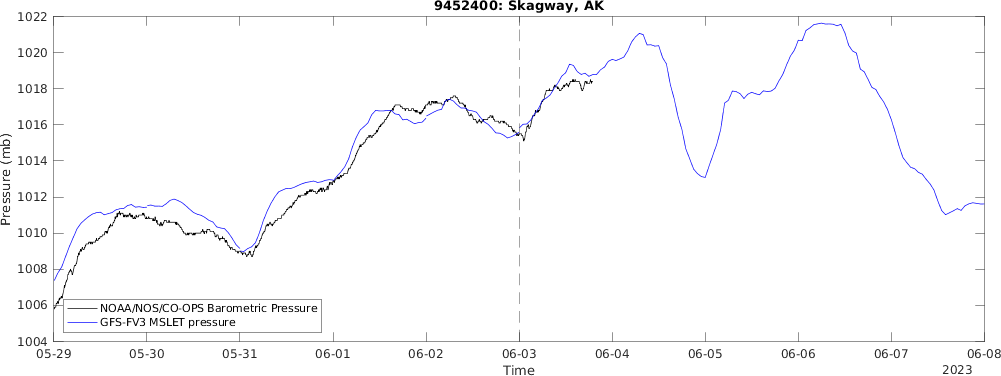 9452400: Skagway, AK
1022
1020
1018
1016
1014
1012
1010
1008
1006
1004
Pressure (mb)
NOAA/NOS/CO-OPS Barometric Pressure
GFS-FV3 MSLET pressure
05-29 05-30 05-31 06-01 06-02 06-03 06-04 06-05 06-06 06-07 06-08
Time
2023